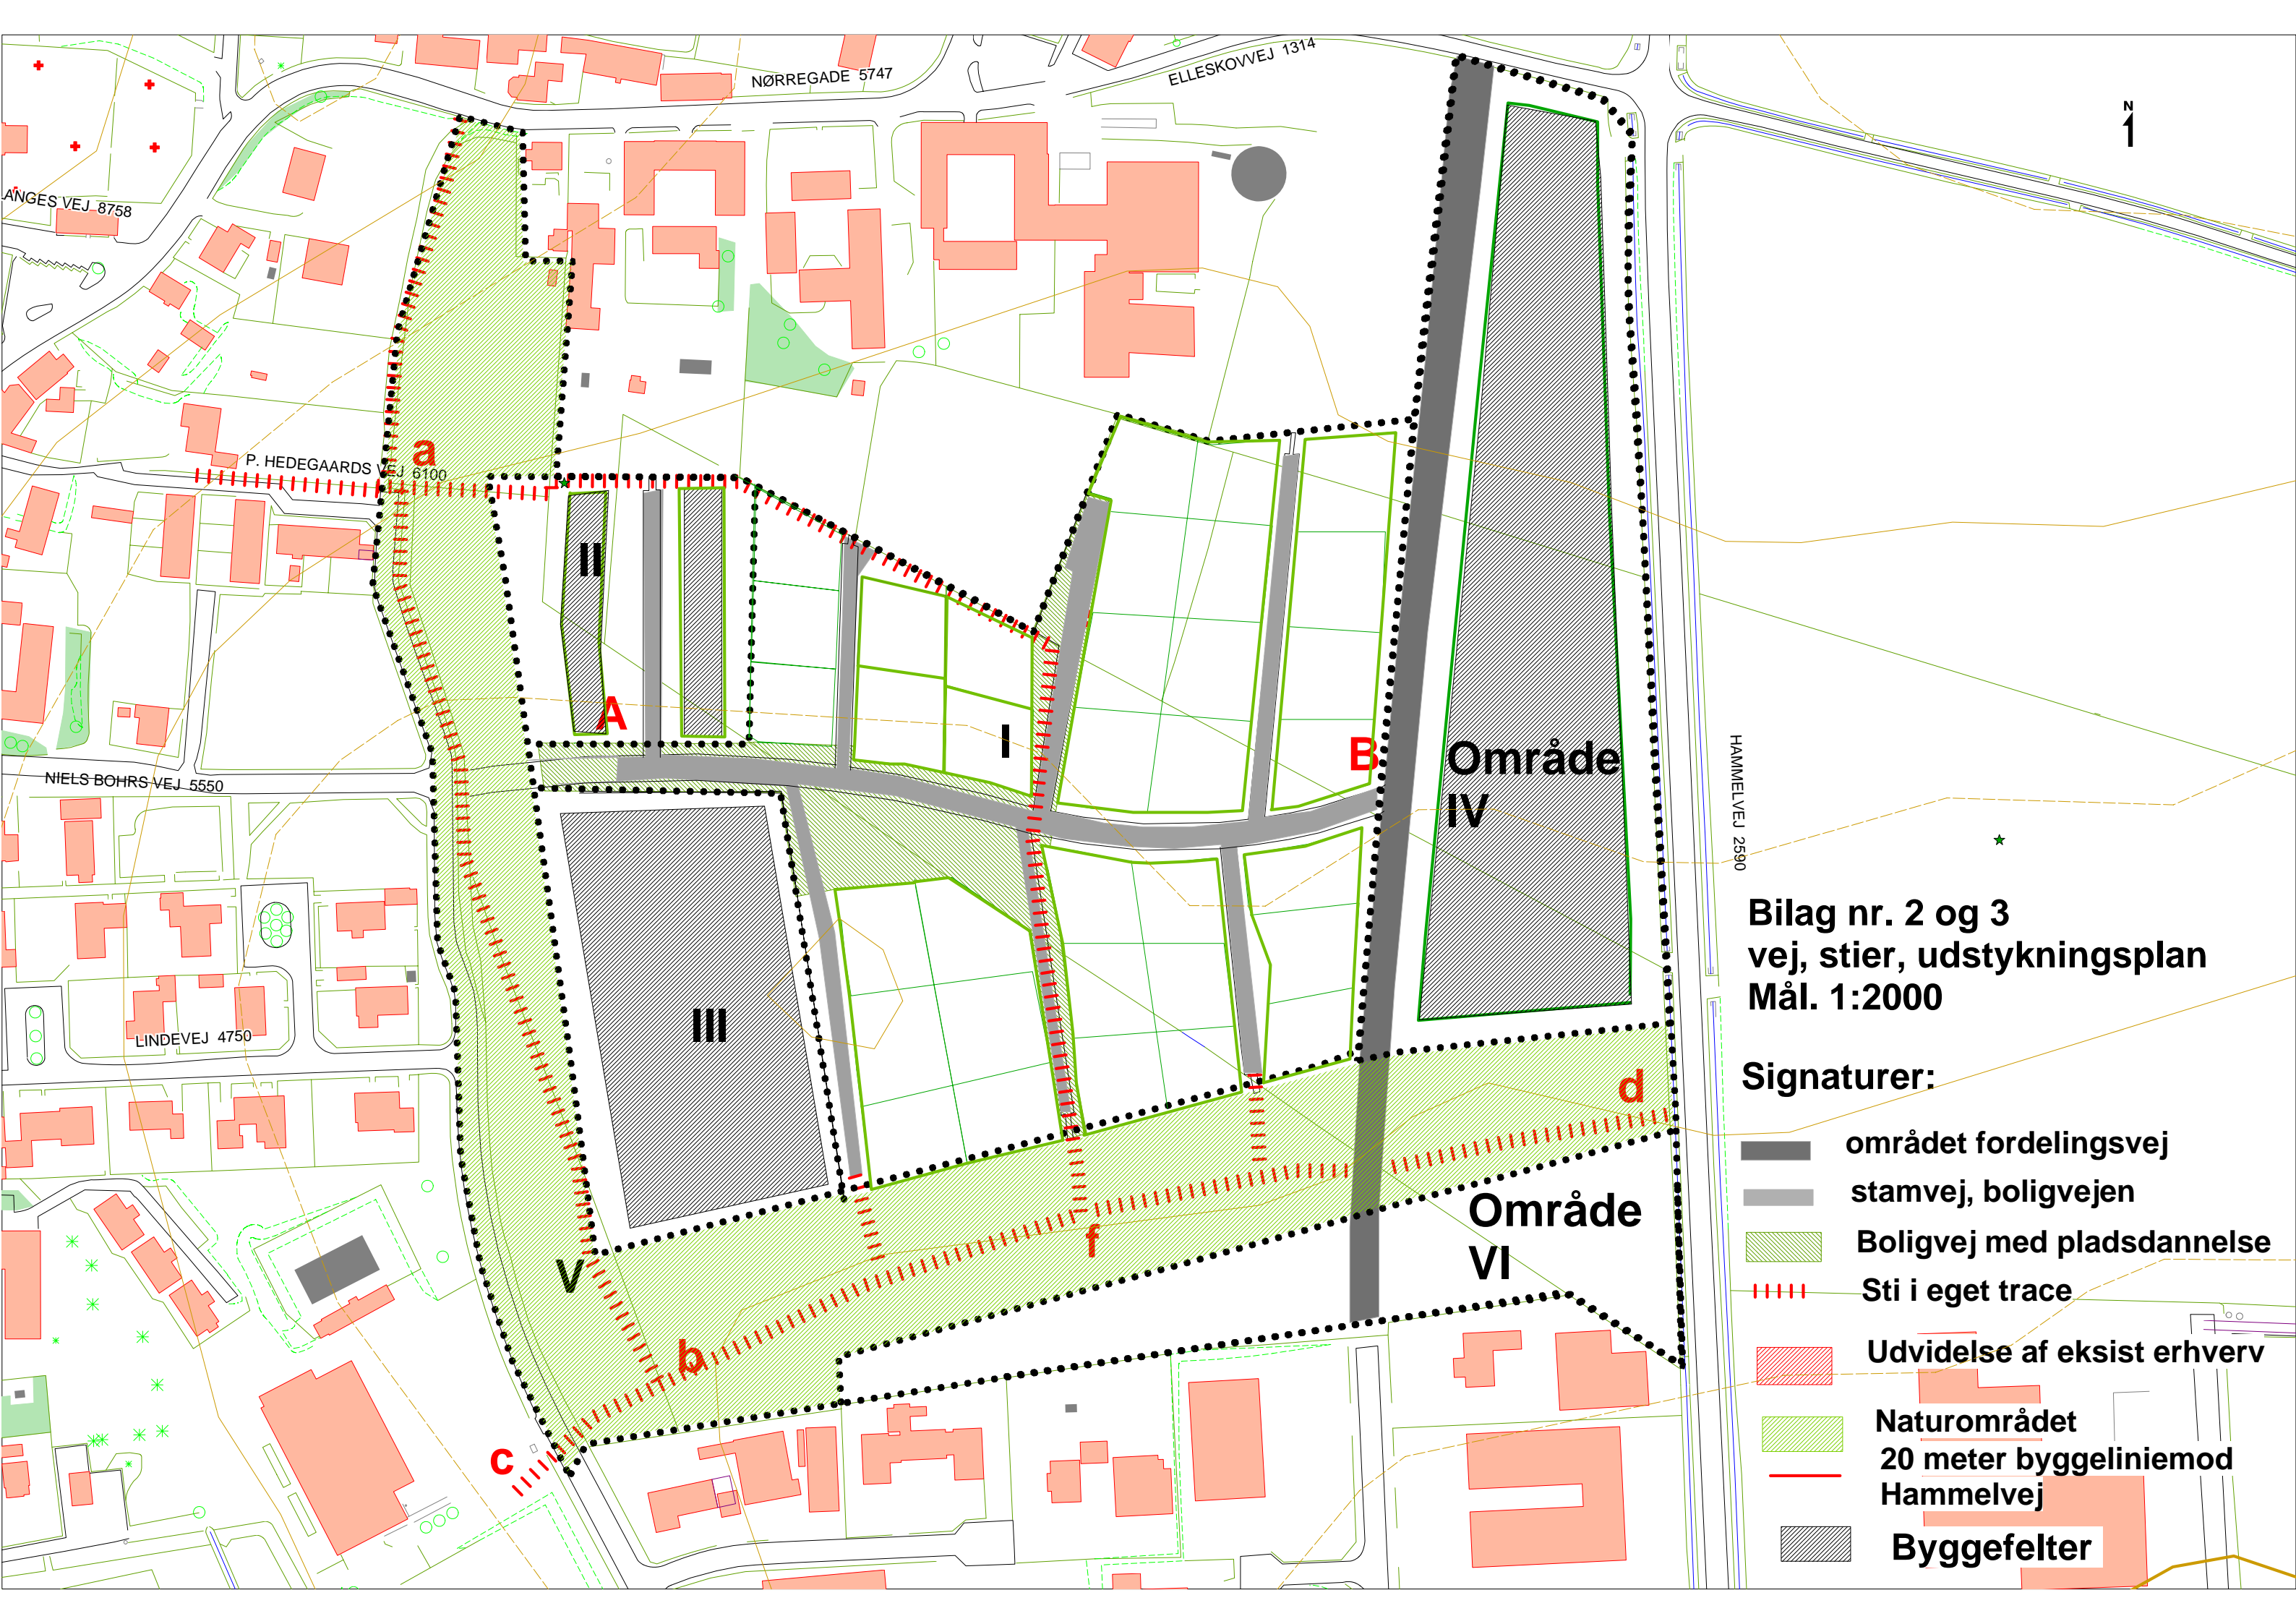 NØRREGADE 5747
ELLESKOVVEJ 1314
N
ANGES VEJ 8758
a
P. HEDEGAARDS VEJ 6100
II
A
I
B
Område
IV
HAMMELVEJ 2590
NIELS BOHRS VEJ 5550
Bilag nr. 2 og 3
vej, stier, udstykningsplan
Mål. 1:2000
III
LINDEVEJ 4750
Signaturer:
d
området fordelingsvej
stamvej, boligvejen
Område
VI
f
Boligvej med pladsdannelse
V
Sti i eget trace
b
Udvidelse af eksist erhverv
Naturområdet
c
20 meter byggeliniemod
Hammelvej
Byggefelter